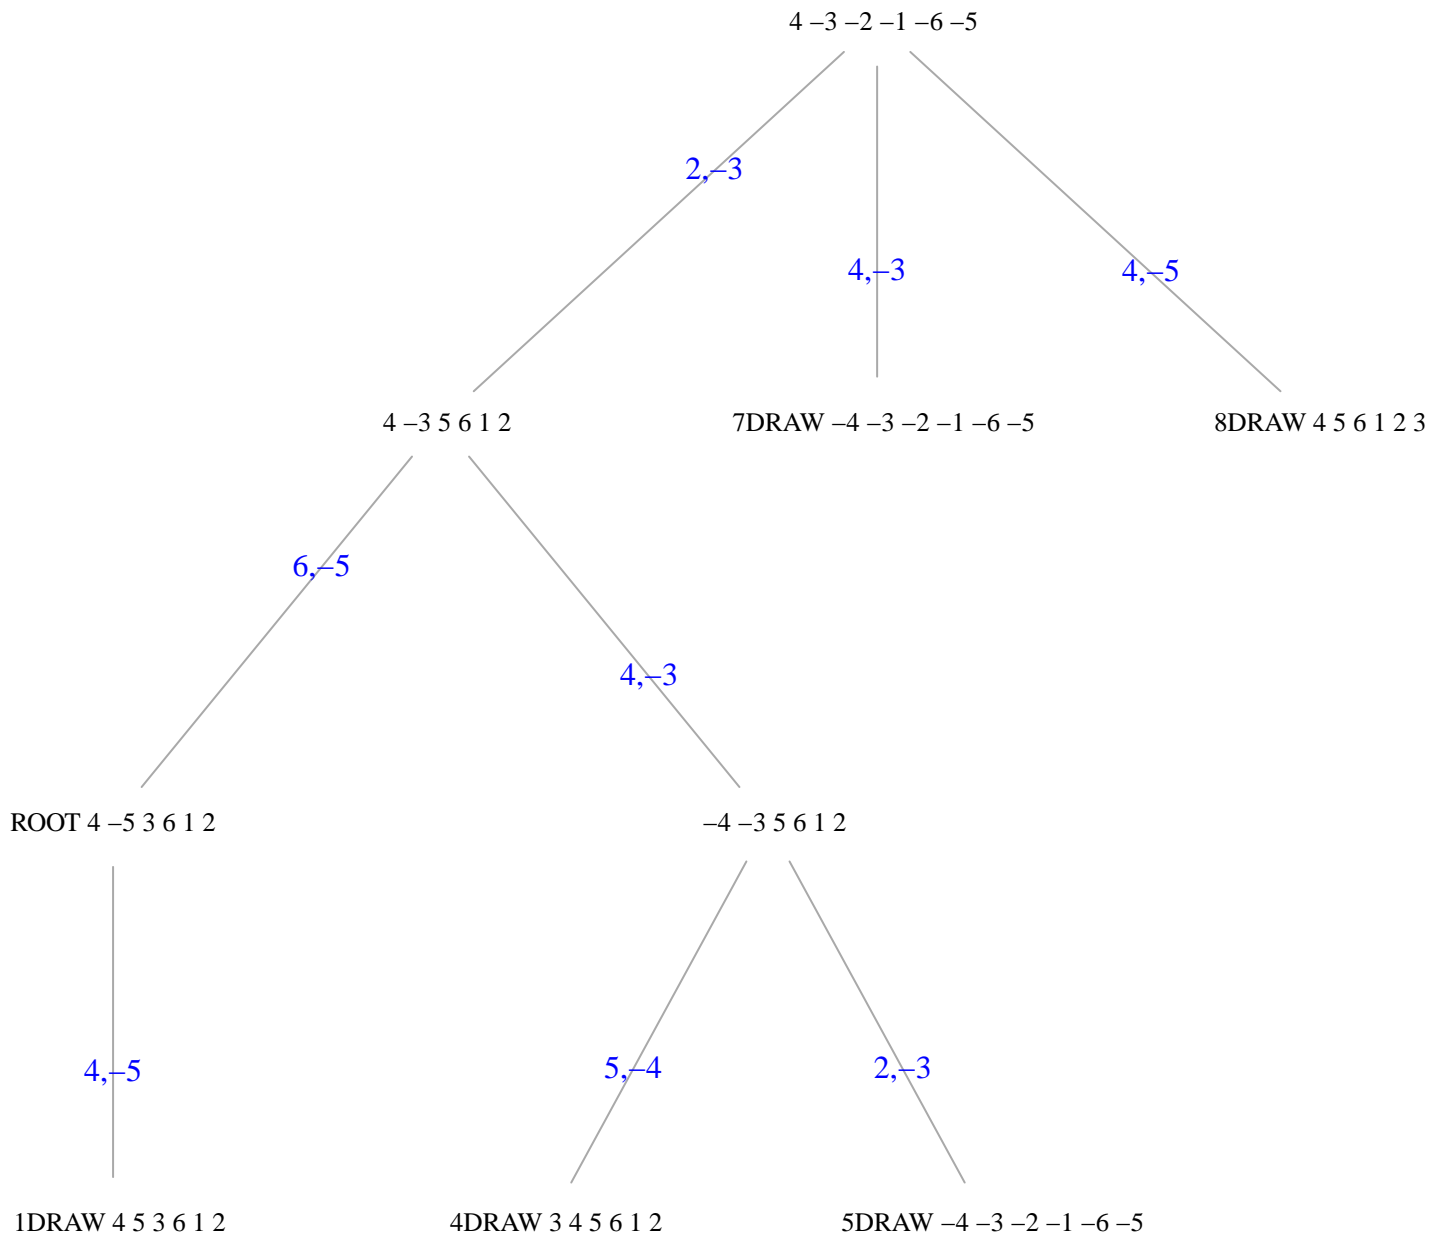 4 –3 –2 –1 –6 –5
2,–3
4,–3
4,–5
4 –3 5 6 1 2
7DRAW –4 –3 –2 –1 –6 –5
8DRAW 4 5 6 1 2 3
6,–5
4,–3
ROOT 4 –5 3 6 1 2
–4 –3 5 6 1 2
4,–5
5,–4
2,–3
1DRAW 4 5 3 6 1 2
4DRAW 3 4 5 6 1 2
5DRAW –4 –3 –2 –1 –6 –5